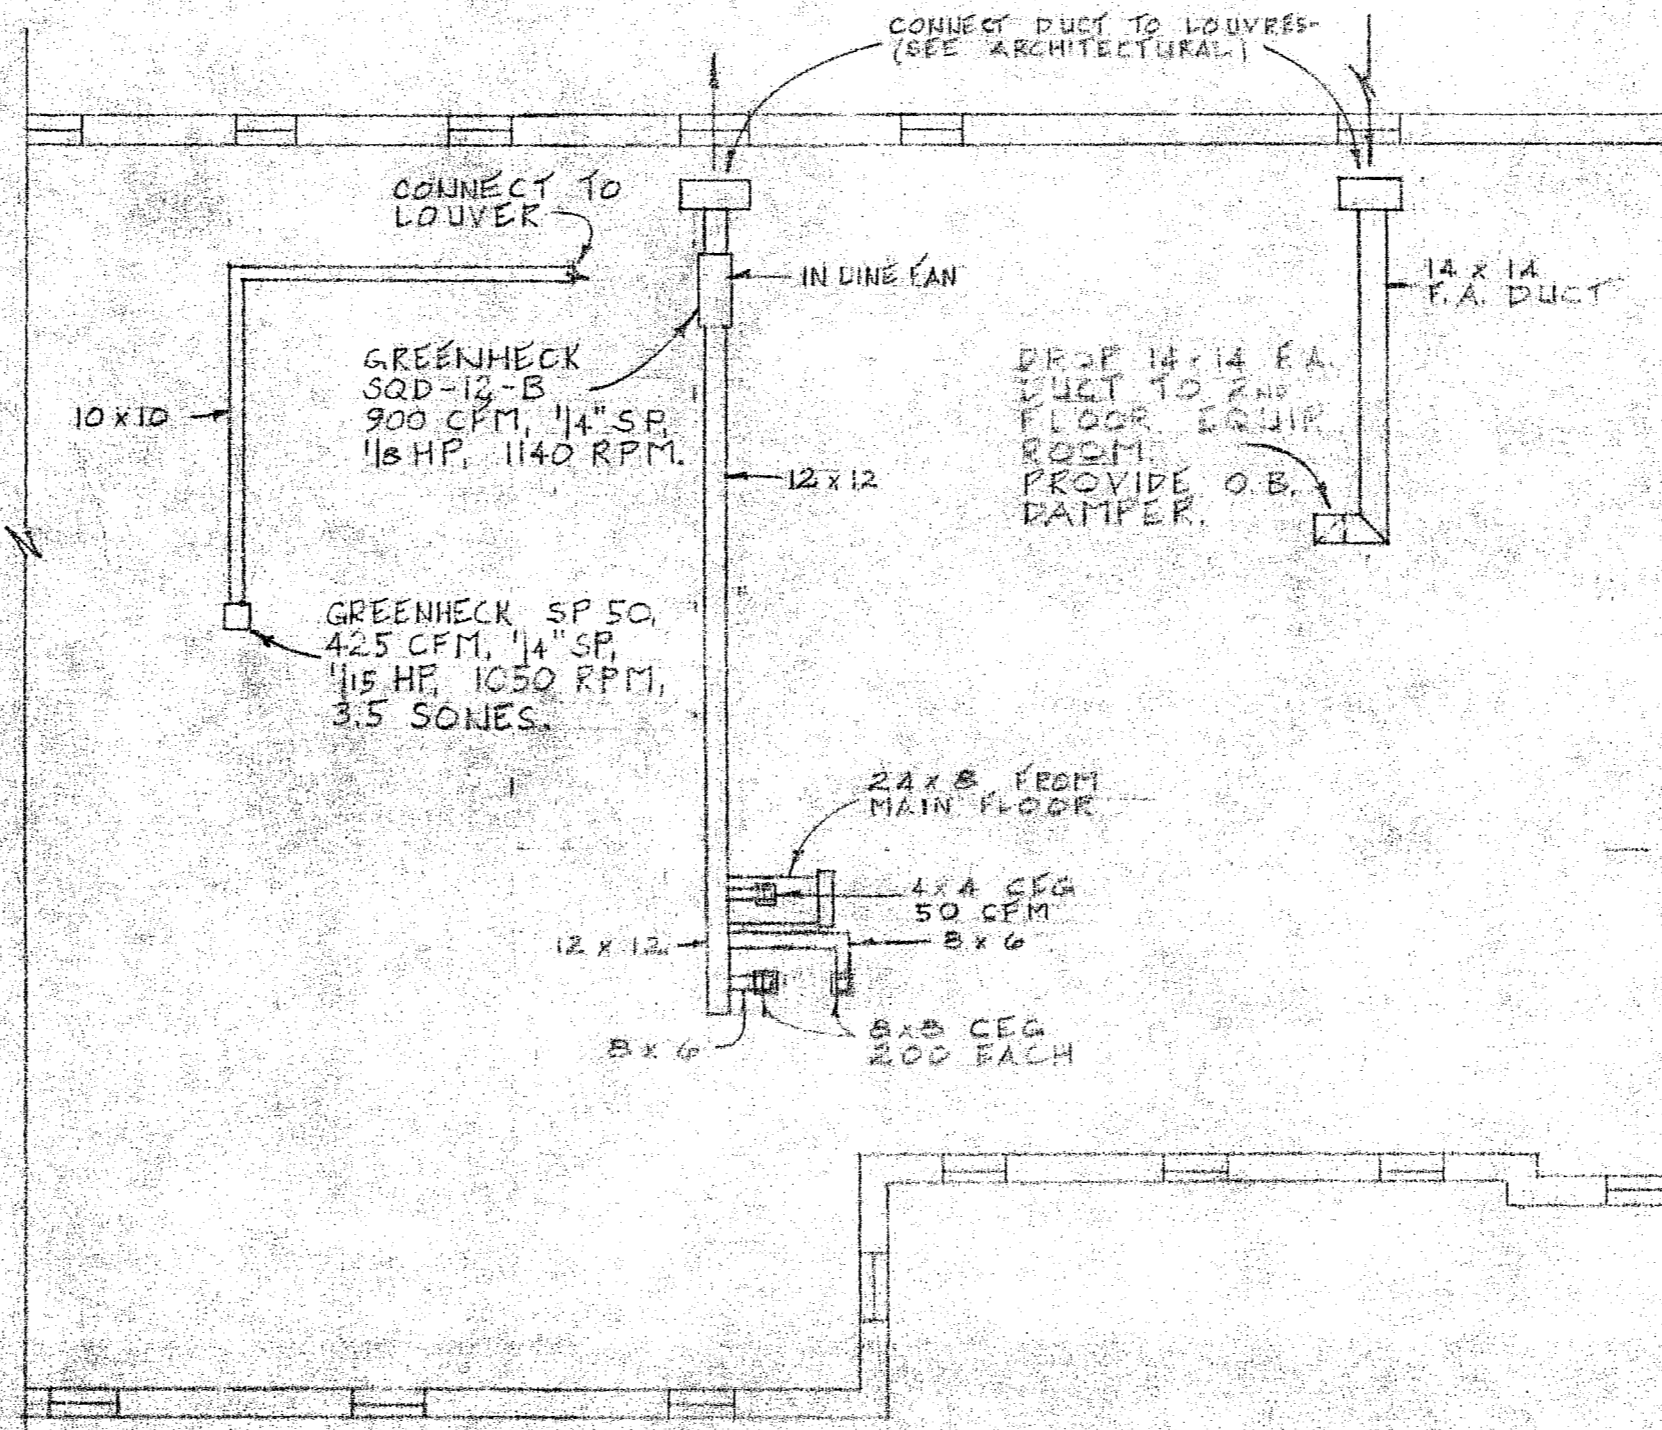 CONNECT DUCT TO LOUVRES-
(SEE ARCHITECTURAL)
CONNECT TO
LOUVER
IN LINE FAN
14 x 14
F.A. DUCT
GREENHECK
SQD-12-B
900 CFM, 1/4" SP,
1/8 HP, 1140 RPM.
10 x 10
12 x 12
DROP 14x14 F.A.
DUCT TO 2ND
FLOOR EQUIP
ROOM.
PROVIDE O.B.
DAMPER.
GREENHECK SP 50,
425 CFM, 1/4" SP,
1/15 HP, 1050 RPM,
3.5 SONES.
24 x 8 FROM
MAIN FLOOR
4 x 4 CEG
50 CFM
12 x 12
8 x 6
8 x 6
8x8 CEG
200 EACH